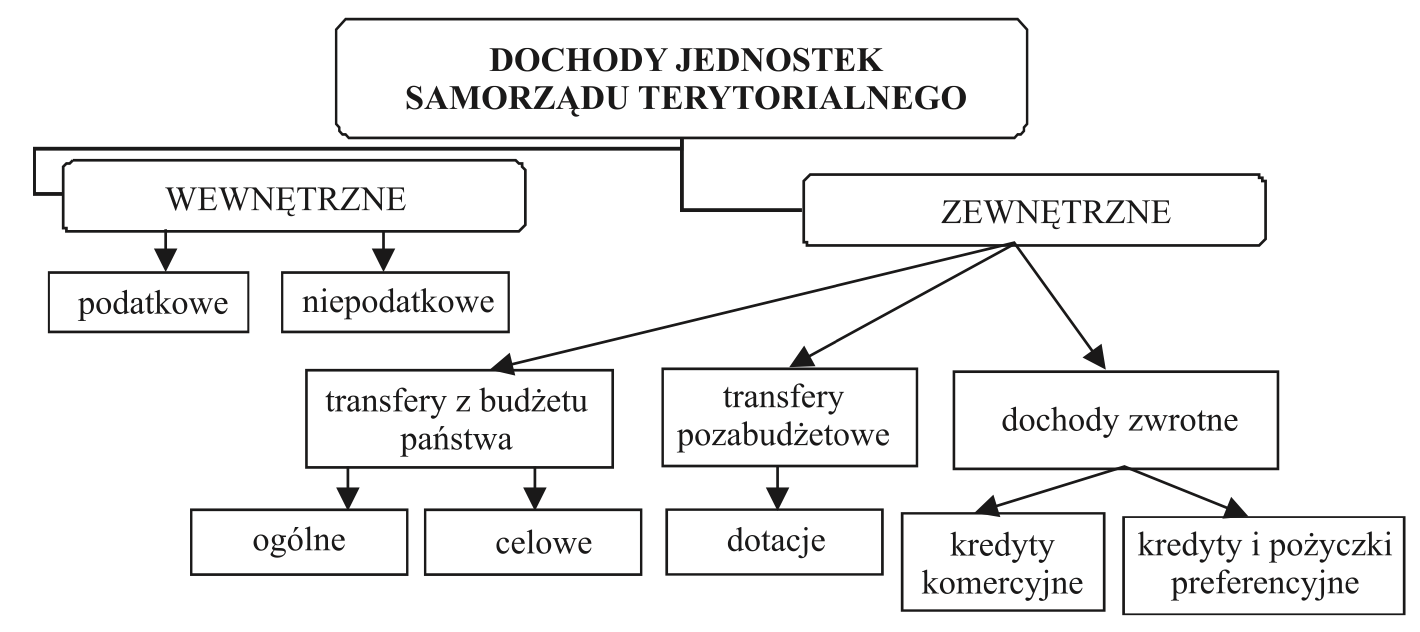 DOCHODY JEDNOSTEK
SAMORZĄDU TERYTORIALNEGO
WEWNĘTRZNE
ZEWNĘTRZNE
podatkowe
niepodatkowe
transfery z budżetu
państwa
transfery
pozabudżetowe
dochody zwrotne
ogólne
celowe
dotacje
kredyty
komercyjne
kredyty i pożyczki
preferencyjne